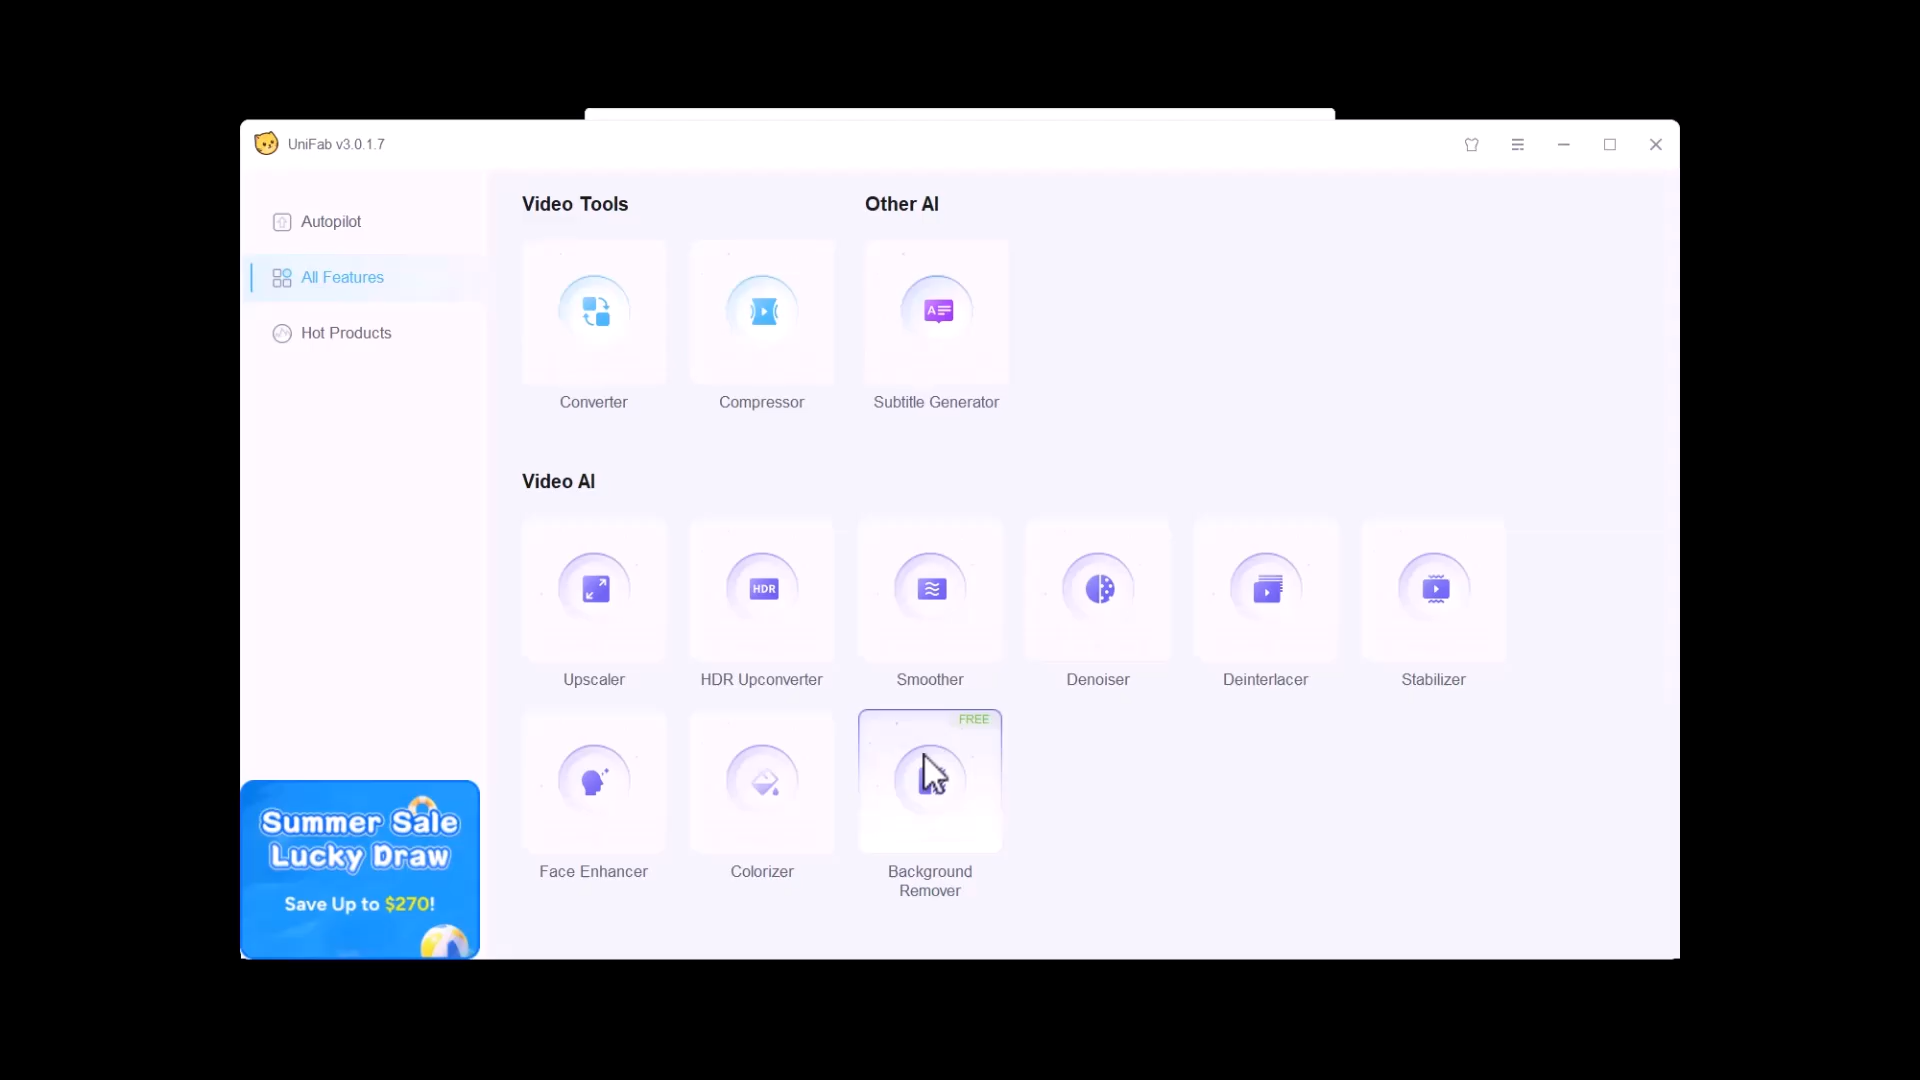 UniFab v3.0.1.7
Autopilot
All Features
Hot Products
Summer Sale
Lucky Draw
Save Up to $270!
Video Tools
Other AI
A
Converter
Compressor
Subtitle Generator
Video AI
HDR
Upscaler
HDR Upconverter
Smoother
Denoiser
Deinterlacer
Stabilizer
FREE
Face Enhancer
Colorizer
Background
Remover